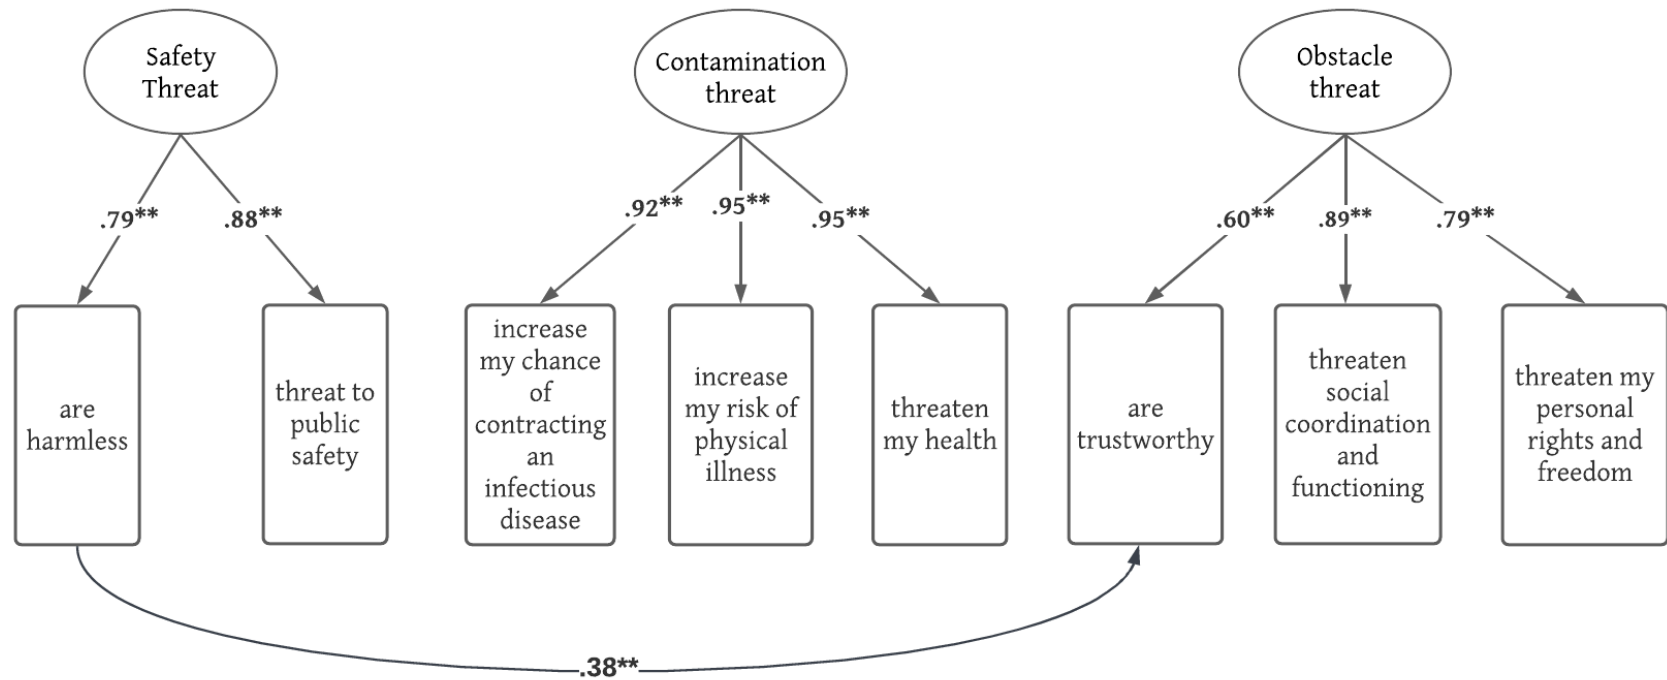 Safety
Threat
Contamination
threat
Obstacle
threat
.79**
.88**
.92**
.95**
.95**
.60**
.89**
.79**
are
harmless
threat to
public
safety
increase
my chance
of
contracting
an
infectious
disease
increase
my risk of
physical
illness
threaten
my health
are
trustworthy
threaten
social
coordination
and
functioning
threaten my
personal
rights and
freedom
.38**